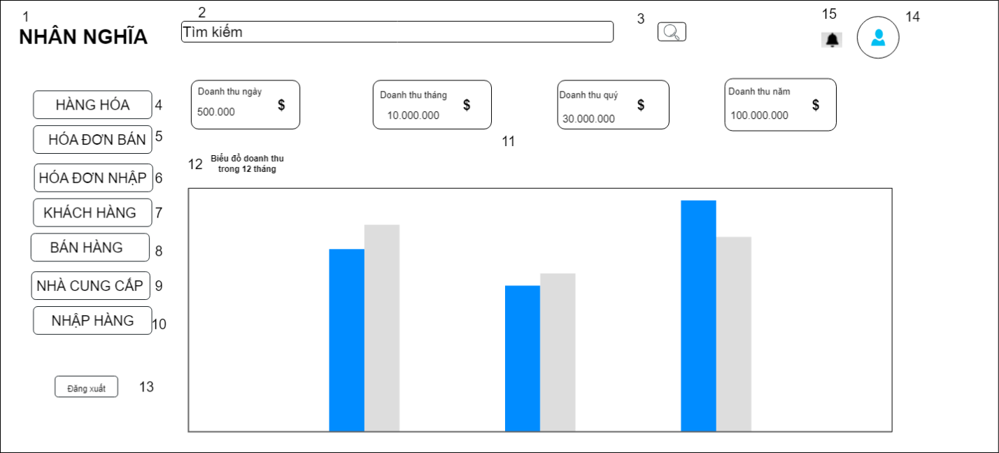 1
2
3
15
14
NHÂN NGHĨA
Tìm kiếm
Doanh thu ngày
500.000
$
Doanh thu tháng
10.000.000
$
Doanh thu quý
30.000.000
$
Doanh thu năm
100.000.000
$
11
HÀNG HÓA
4
HÓA ĐƠN BÁN
5
HÓA ĐƠN NHẬP
6
KHÁCH HÀNG
7
BÁN HÀNG
8
NHÀ CUNG CẤP
9
NHẬP HÀNG
10
Đăng xuất
13
12
Biểu đồ doanh thu
trong 12 tháng